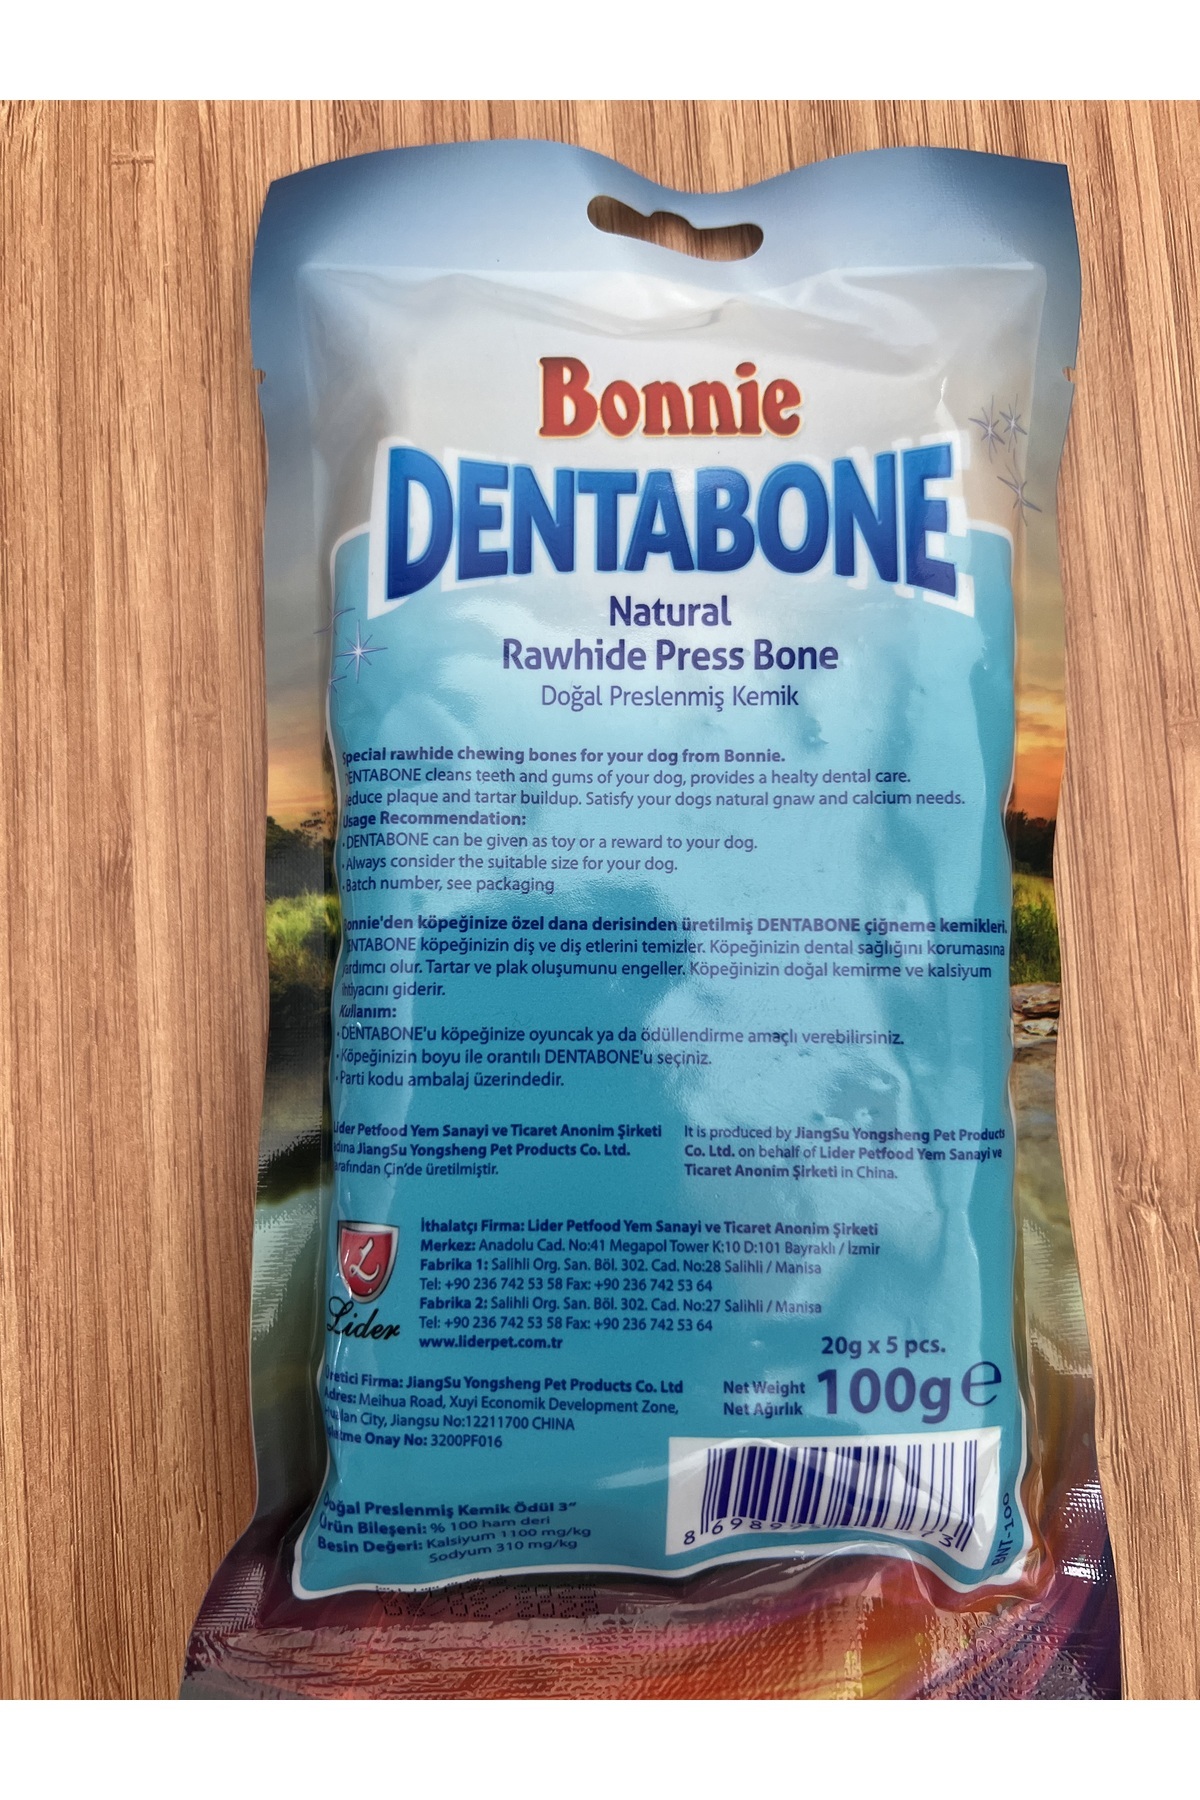 Bonnie
DENTABONE
Natural
Rawhide Press Bone
Doğal Preslenmiş Kemik
Special rawhide chewing bones for your dog from Bonnie.
ENTABONE cleans teeth and gums of your dog, provides a healty dental care.
educe plaque and tartar buildup. Satisfy your dogs natural gnaw and calcium needs.
Usage Recommendation:
• DENTABONE can be given as toy or a reward to your dog.
• Always consider the suitable size for your dog.
• Batch number, see packaging
onnie'den köpeğinize özel dana derisinden üretilmiş DENTABONE çiğneme kemikleri.
ENTABONE köpeğinizin diş ve diş etlerini temizler. Köpeğinizin dental sağlığını korumasına
yardımcı olur. Tartar ve plak oluşumunu engeller. Köpeğinizin doğal kemirme ve kalsiyum
ihtiyacını giderir.
Kullanım:
• DENTABONE'u köpeğinize oyuncak ya da ödüllendirme amaçlı verebilirsiniz.
• Köpeğinizin boyu ile orantılı DENTABONE'u seçiniz.
• Parti kodu ambalaj üzerindedir.
Lider Petfood Yem Sanayi ve Ticaret Anonim Şirketi
adına JiangSu Yongsheng Pet Products Co. Ltd.
tarafından Çin'de üretilmiştir.
It is produced by JiangSu Yongsheng Pet Products
Co. Ltd. on behalf of Lider Petfood Yem Sanayi ve
Ticaret Anonim Şirketi in China.
L
Lider
İthalatçı Firma: Lider Petfood Yem Sanayi ve Ticaret Anonim Şirketi
Merkez: Anadolu Cad. No:41 Megapol Tower K:10 D:101 Bayraklı / İzmir
Fabrika 1: Salihli Org. San. Böl. 302. Cad. No:28 Salihli / Manisa
Tel: +90 236 742 53 58 Fax: +90 236 742 53 64
Fabrika 2: Salihli Org. San. Böl. 302. Cad. No:27 Salihli / Manisa
Tel: +90 236 742 53 58 Fax: +90 236 742 53 64
www.liderpet.com.tr
20g x 5 pcs.
Net Weight
Net Ağırlık
100g e
Üretici Firma: JiangSu Yongsheng Pet Products Co. Ltd
Adres: Meihua Road, Xuyi Economik Development Zone,
City, Jiangsu No:12211700 CHINA
Onay No: 3200PF016
Doğal Preslenmiş Kemik Ödül 3"
Ürün Bileşeni: % 100 ham deri
Besin Değeri: Kalsiyum 1100 mg/kg
Sodyum 310 mg/kg
BNT-100